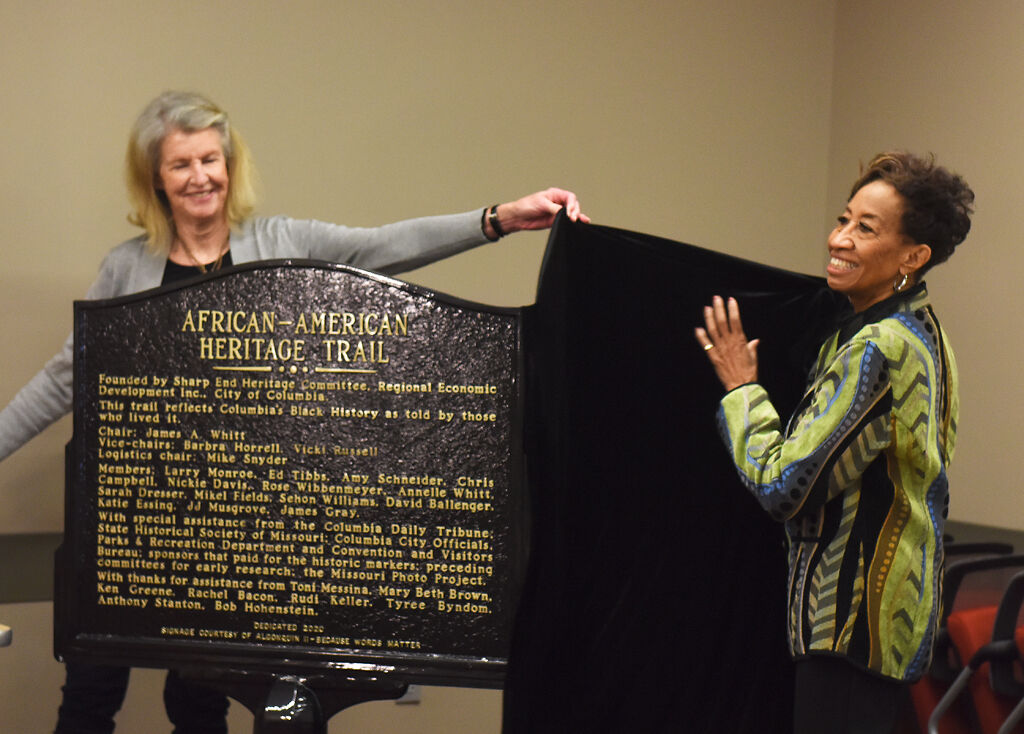 AFRICAN-AMERICAN
HERITAGE TRAIL
Founded by Sharp End Heritage Committee, Regional Economic
Development Inc., City of Columbia.
This trail reflects Columbia's Black History as told by those
who lived it.
Chair: James A. Whitt
Vice-chairs: Barbra Horrell, Vicki Russell
Logistics chair: Mike Snyder
Members: Larry Monroe, Ed Tibbs, Amy Schneider, Chris
Campbell, Nickie Davis, Rose Wibbenmeyer, Annelle Whitt,
Sarah Dresser, Mikel Fields, Sehon Williams, David Ballenger,
Katie Essing, JJ Musgrove, James Gray.
With special assistance from the Columbia Daily Tribune;
State Historical Society of Missouri; Columbia City Officials,
Parks & Recreation Department and Convention and Visitors
Bureau; sponsors that paid for the historic markers; preceding
committees for early research; the Missouri Photo Project.
With thanks for assistance from Toni Messina, Mary Beth Brown,
Ken Greene, Rachel Bacon, Rudi Keller, Tyree Byndom,
Anthony Stanton, Bob Hohenstein.
DEDICATED 2020
SIGNAGE COURTESY OF ALGONQUIN II-BECAUSE WORDS MATTER